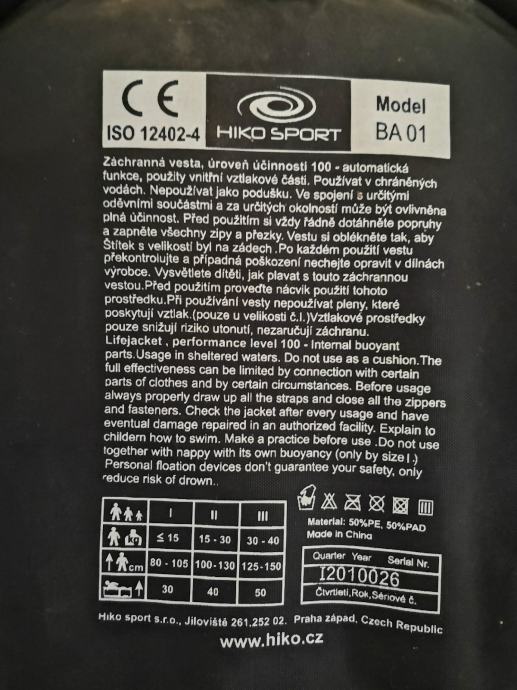 CE
ISO 12402-4
HIKO SPORT
Model
BA 01
Záchranná vesta, úroveň účinnosti 100 - automatická
funkce, použity vnitřní vztlakové části. Používat v chráněných
vodách. Nepoužívat jako podušku. Ve spojení s určitými
oděvními součástmi a za určitých okolností může být ovlivněna
plná účinnost. Před použitím si vždy řádně dotáhněte popruhy
a zapněte všechny zipy a přezky. Vestu si oblékněte tak, aby
Štítek s velikostí byl na zádech .Po každém použití vestu
překontrolujte a případná poškození nechejte opravit v dílnách
výrobce. Vysvětlete dítěti, jak plavat s touto záchrannou
vestou.Před použitím proveďte nácvik použití tohoto
prostředku.Při používání vesty nepoužívat pleny, které
poskytují vztlak.(pouze u velikosti č.I.)Vztlakové prostředky
pouze snižují riziko utonutí, nezaručují záchranu.
Lifejacket , performance level 100 - Internal buoyant
parts.Usage in sheltered waters. Do not use as a cushion.The
full effectiveness can be limited by connection with certain
parts of clothes and by certain circumstances. Before usage
always properly draw up all the straps and close all the zippers
and fasteners. Check the jacket after every usage and have
eventual damage repaired in an authorized facility. Explain to
childern how to swim. Make a practice before use .Do not use
together with nappy with its own buoyancy (only by size I.)
Personal floation devices don't guarantee your safety, only
reduce risk of drown..
I II III
kg ≤ 15 15 - 30 30 - 40
cm 80 - 105 100-130 125-150
30 40 50
Material: 50%PE, 50%PAD
Made in China
Quarter Year Serial Nr.
I2010026
Čtvrtletí,Rok,Sériové č.
Hiko sport s.r.o., Jíloviště 261,252 02. Praha západ, Czech Republic
www.hiko.cz